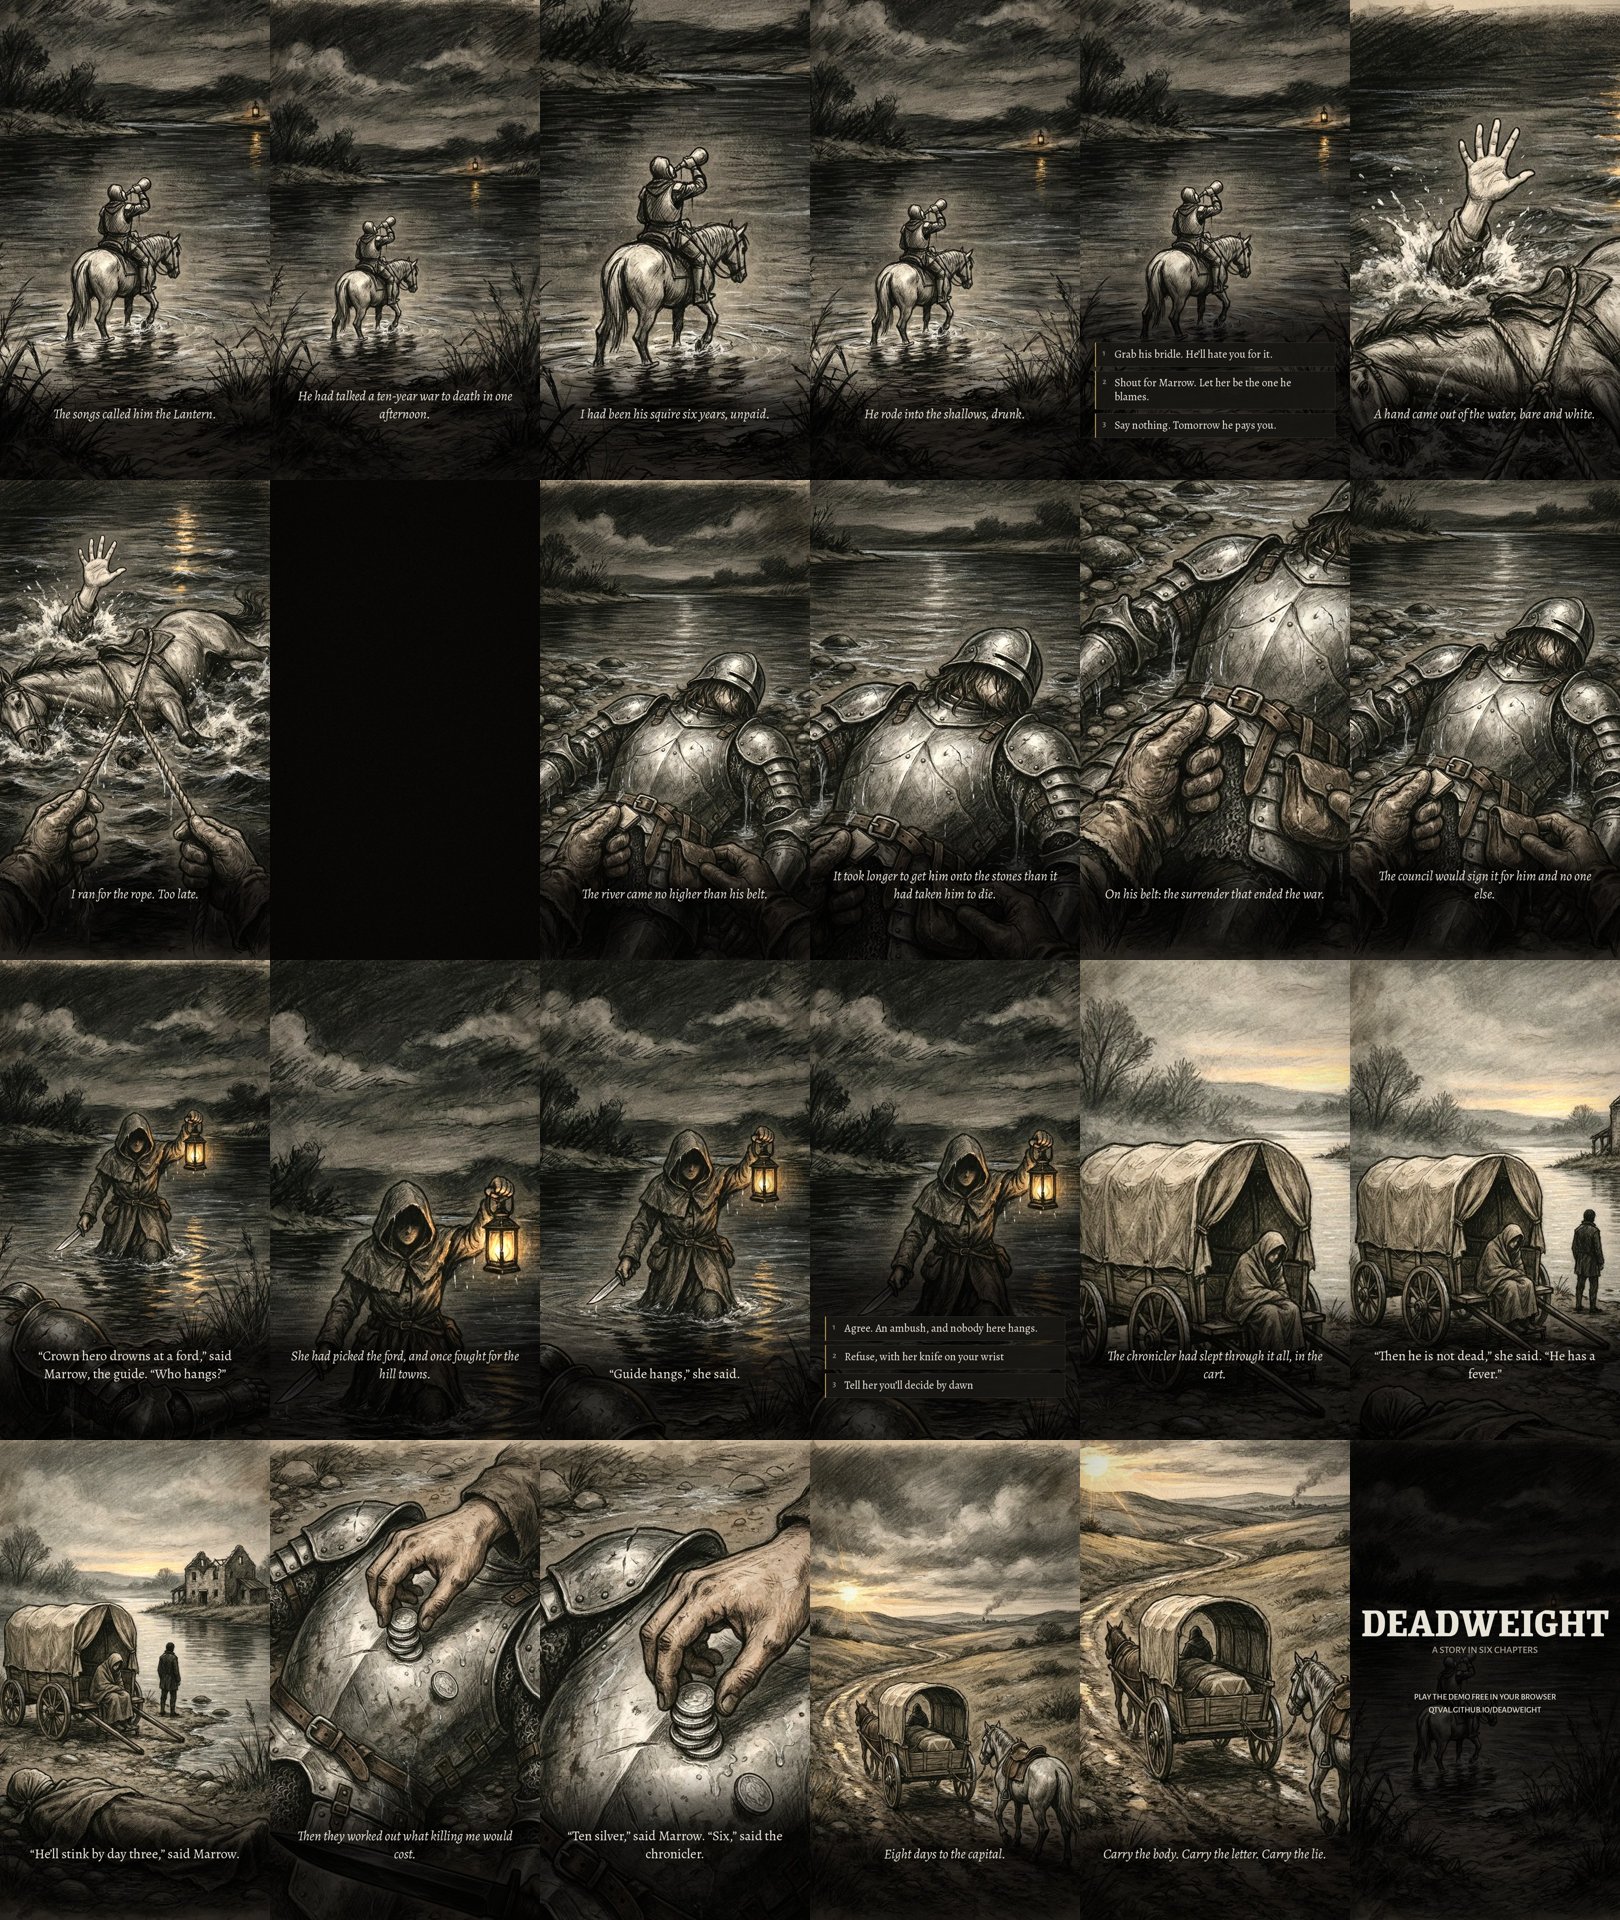 The songs called him the Lantern.
He had talked a ten-year war to death in one
afternoon.
I had been his squire six years, unpaid.
He rode into the shallows, drunk.
1 Grab his bridle. He'll hate you for it.
2 Shout for Marrow. Let her be the one he
blames.
3 Say nothing. Tomorrow he pays you.
A hand came out of the water, bare and white.
I ran for the rope. Too late.
The river came no higher than his belt.
It took longer to get him onto the stones than it
had taken him to die.
On his belt: the surrender that ended the war.
The council would sign it for him and no one
else.
“Crown hero drowns at a ford,” said
Marrow, the guide. “Who hangs?”
She had picked the ford, and once fought for the
hill towns.
“Guide hangs,” she said.
1 Agree. An ambush, and nobody here hangs.
2 Refuse, with her knife on your wrist
3 Tell her you'll decide by dawn
The chronicler had slept through it all, in the
cart.
“Then he is not dead,” she said. “He has a
fever.”
“He'll stink by day three,” said Marrow.
Then they worked out what killing me would
cost.
“Ten silver,” said Marrow. “Six,” said the
chronicler.
Eight days to the capital.
Carry the body. Carry the letter. Carry the lie.
DEADWEIGHT
A STORY IN SIX CHAPTERS
PLAY THE DEMO FREE IN YOUR BROWSER
QTVAL.GITHUB.IO/DEADWEIGHT